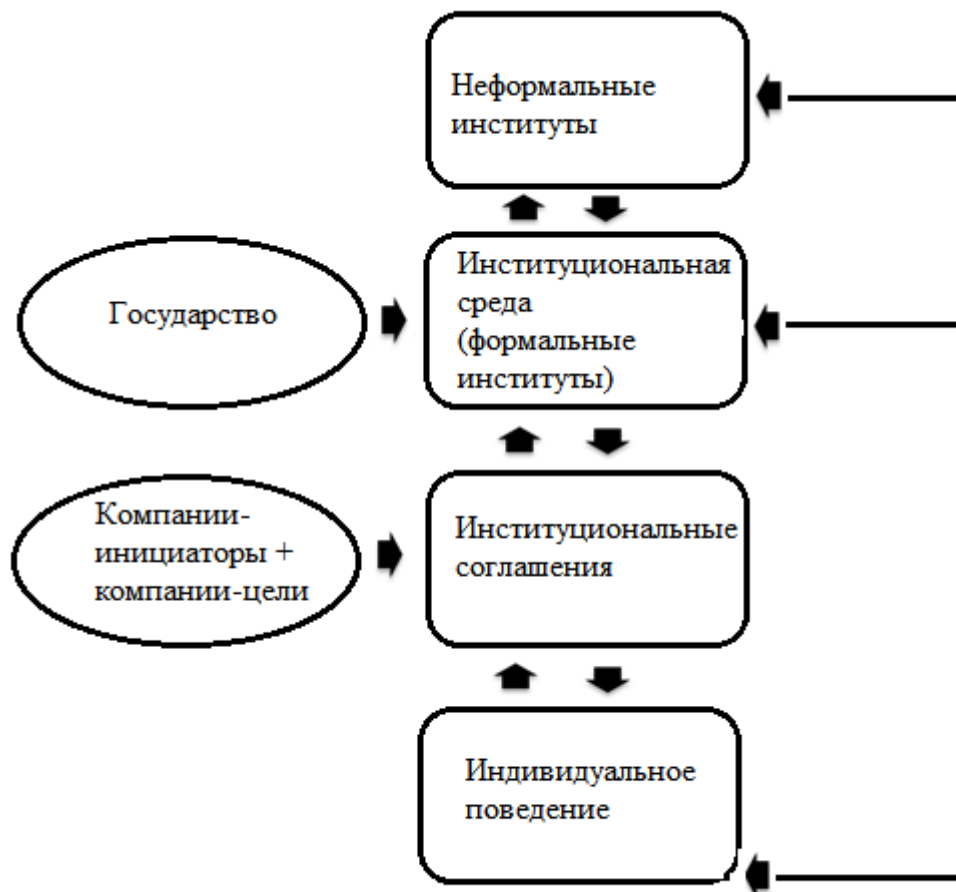 Неформальные
институты
Государство
Институциональная
среда
(формальные
институты)
Компании-
инициаторы +
компании-цели
Институциональные
соглашения
Индивидуальное
поведение